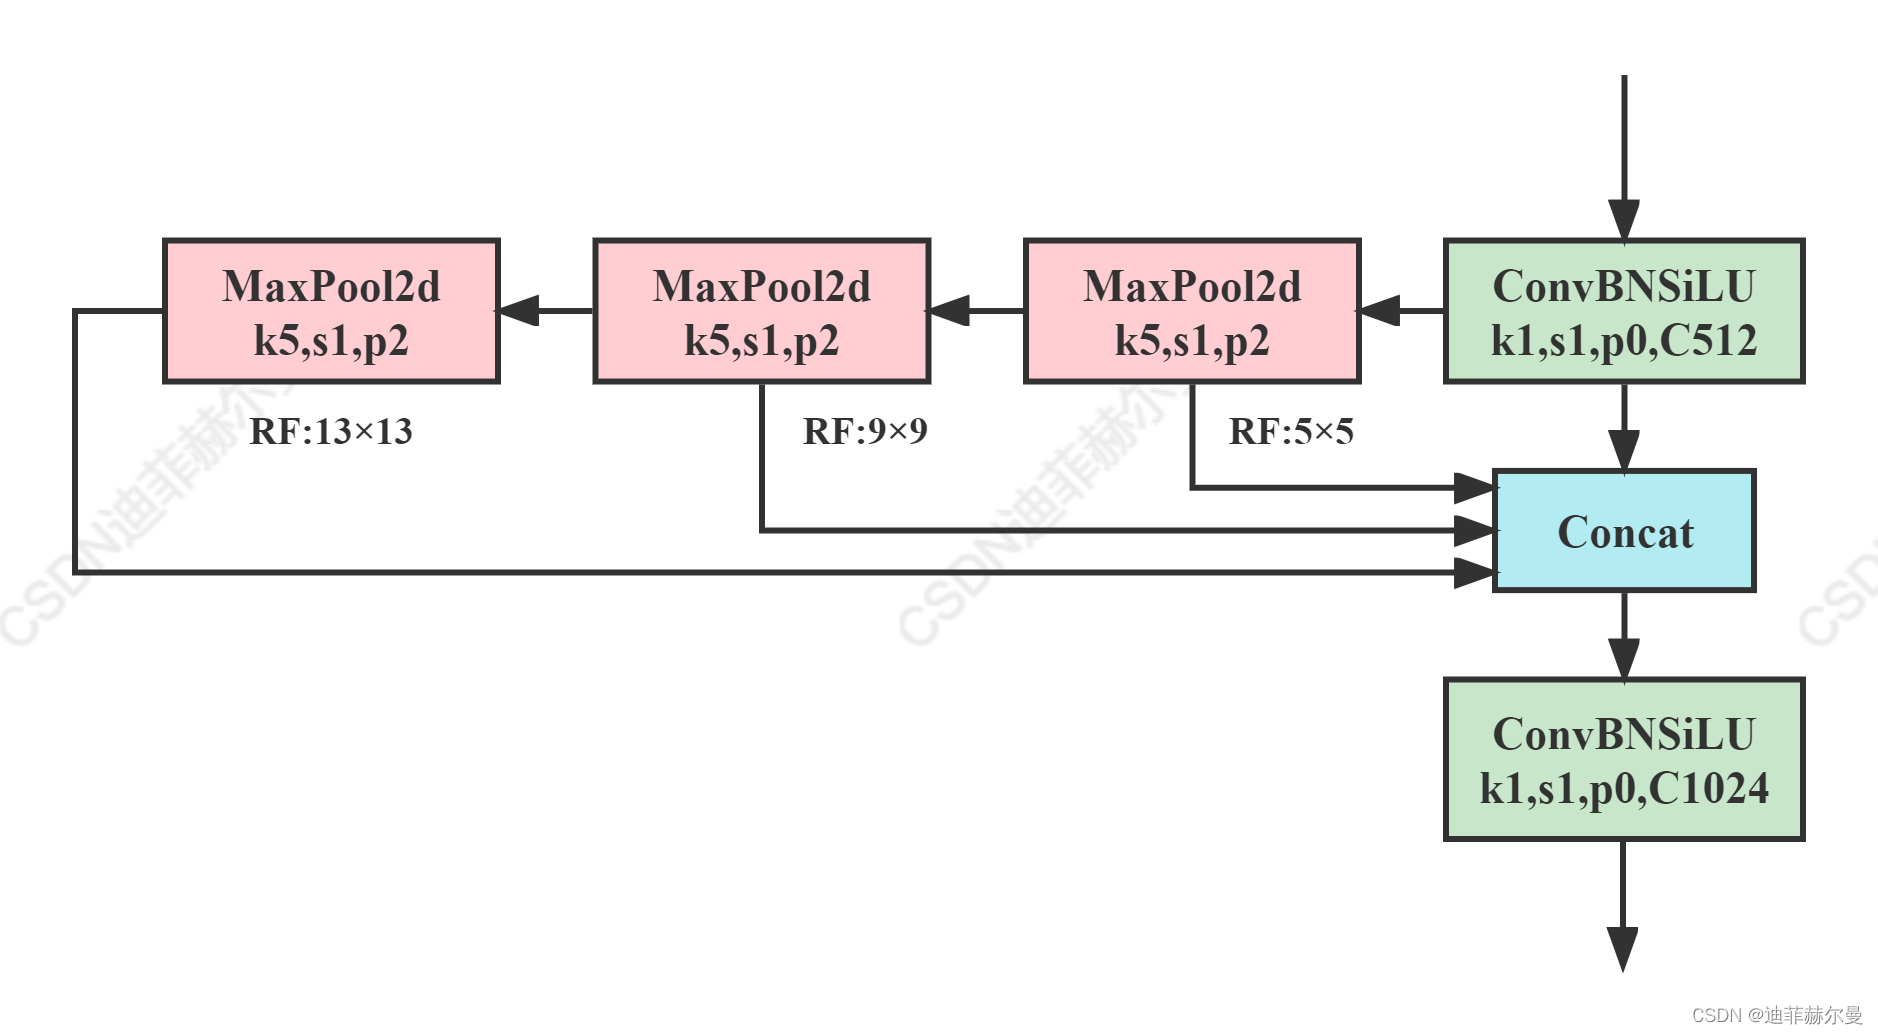 MaxPool2d
k5,s1,p2
MaxPool2d
k5,s1,p2
MaxPool2d
k5,s1,p2
ConvBNSiLU
k1,s1,p0,C512
RF:13×13
RF:9×9
RF:5×5
Concat
ConvBNSiLU
k1,s1,p0,C1024
CSDN迪菲赫尔
CSDN迪菲赫尔
CSD
CSDN @迪菲赫尔曼